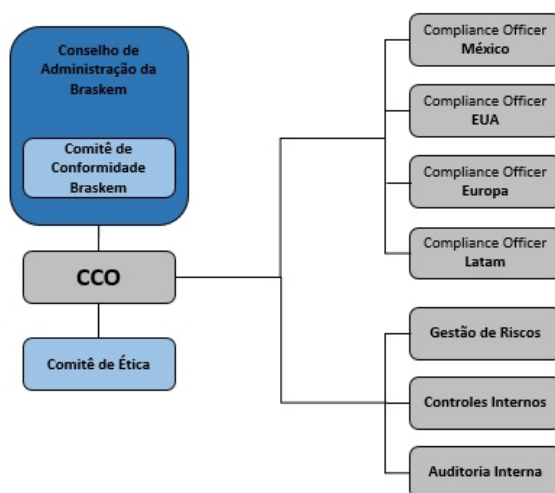 Conselho de
Administração da
Braskem
Comitê de
Conformidade
Braskem
CCO
Comitê de Ética
Compliance Officer
México
Compliance Officer
EUA
Compliance Officer
Europa
Compliance Officer
Latam
Gestão de Riscos
Controles Internos
Auditoria Interna